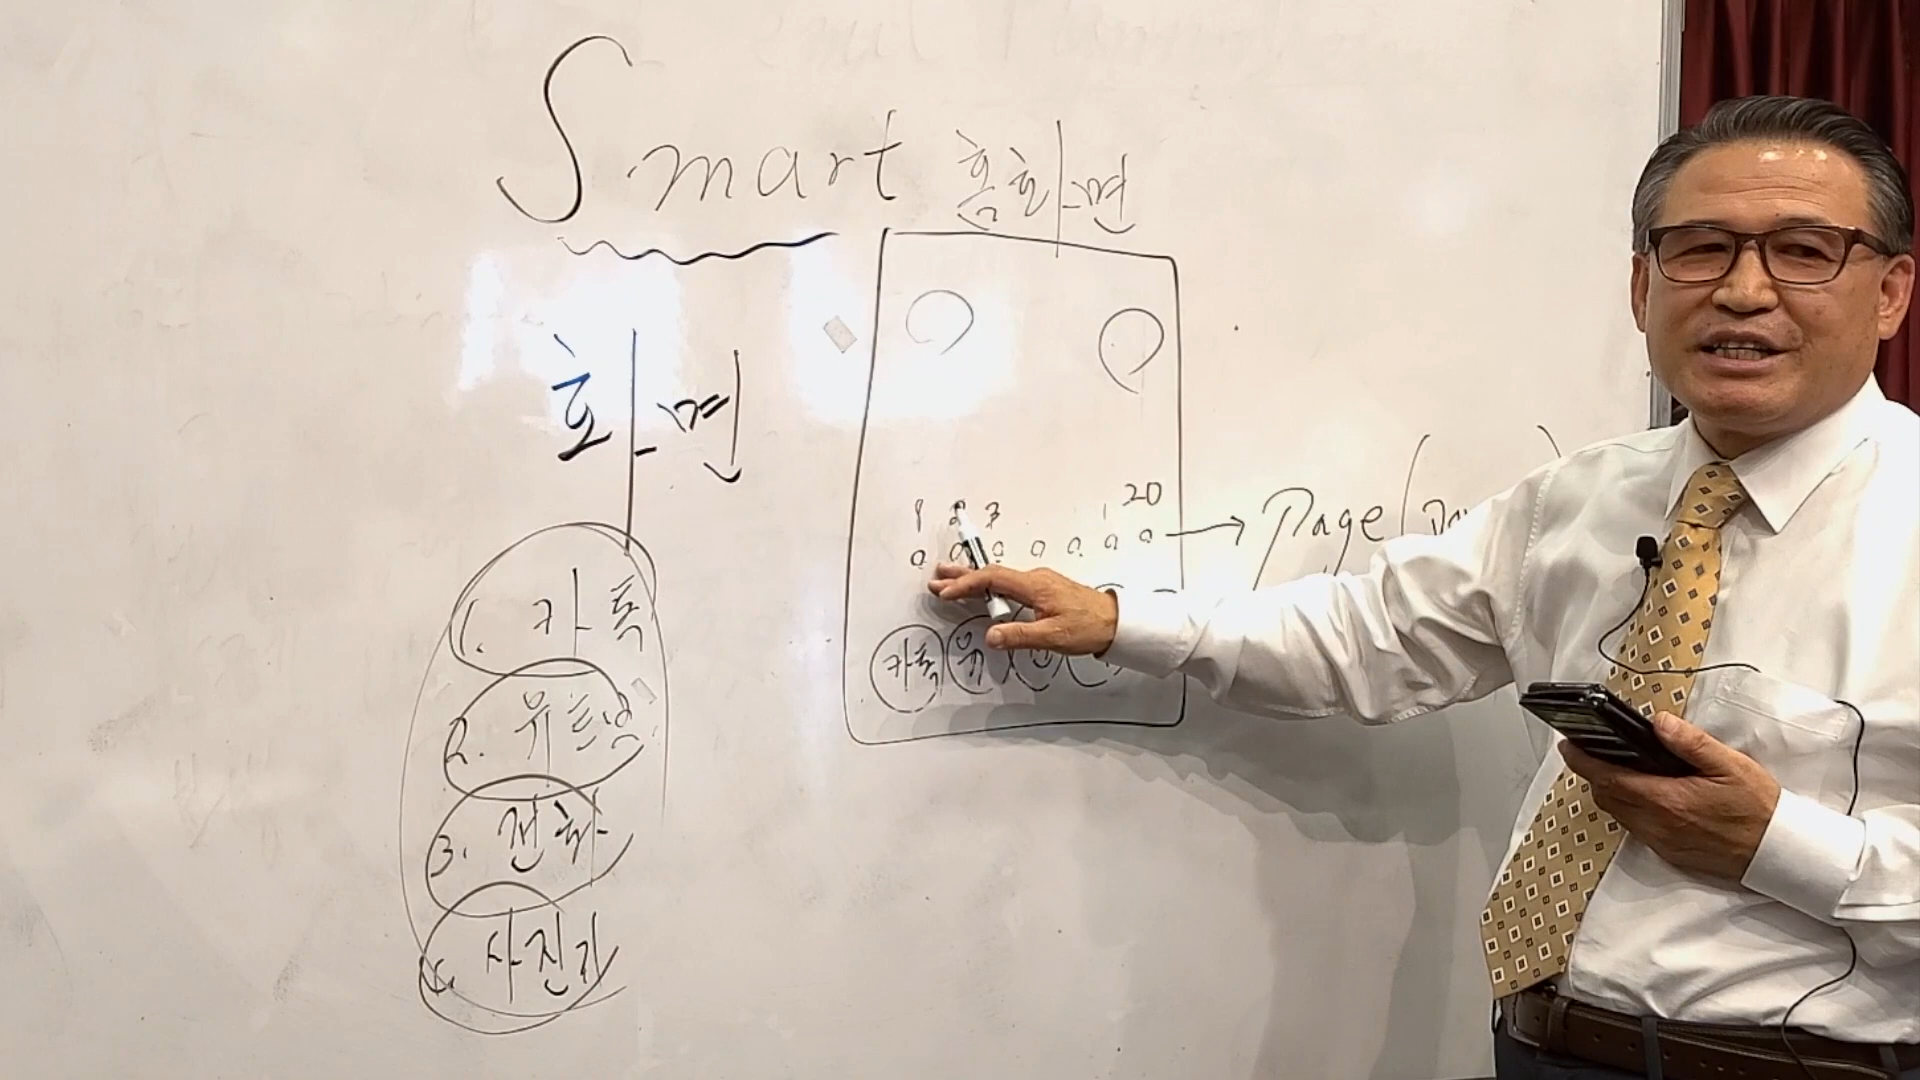 Smart 홈화면
화면
1. 카톡
2. 유튜브
3. 전화
4. 사진기
1 2 3 20
Page (
카톡 유